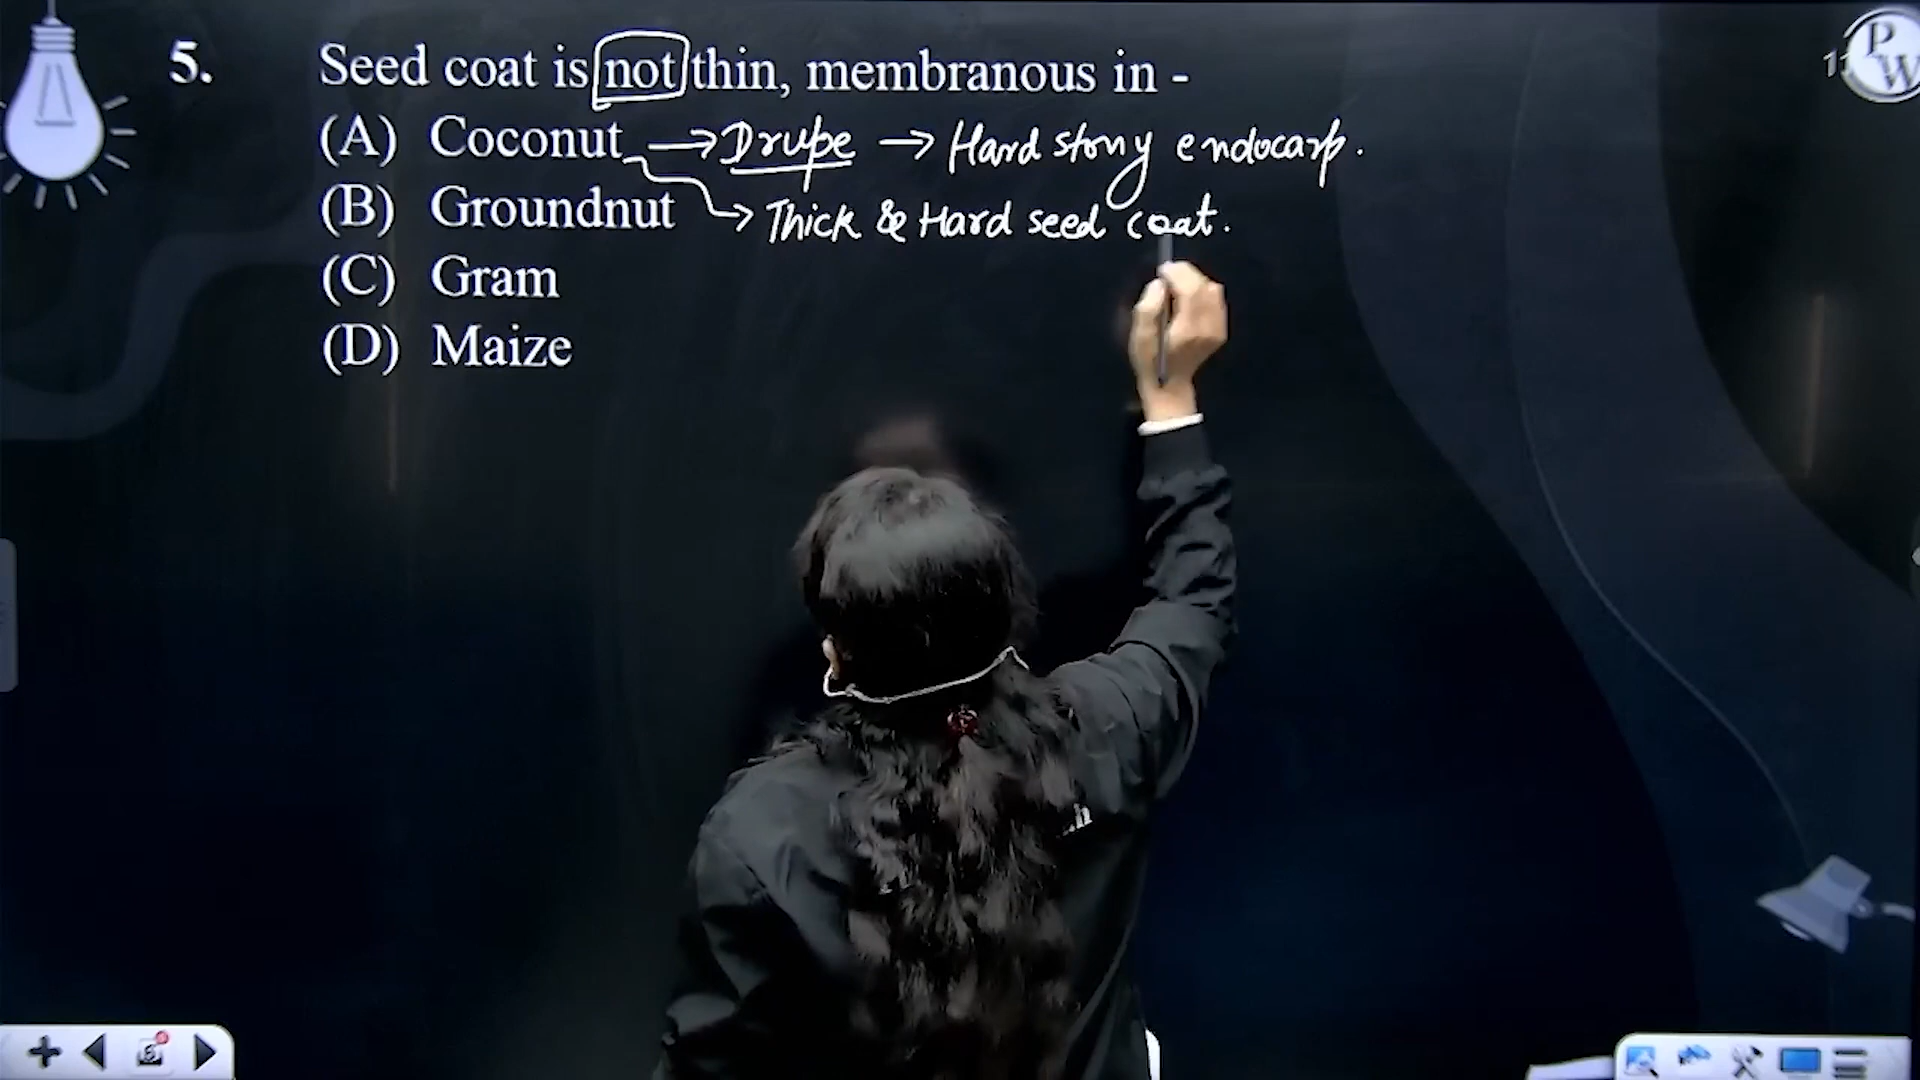 5. Seed coat is not thin, membranous in -
(A) Coconut → Drupe → Hard stony endocarp.
(B) Groundnut → Thick & Hard seed coat.
(C) Gram
(D) Maize
PW